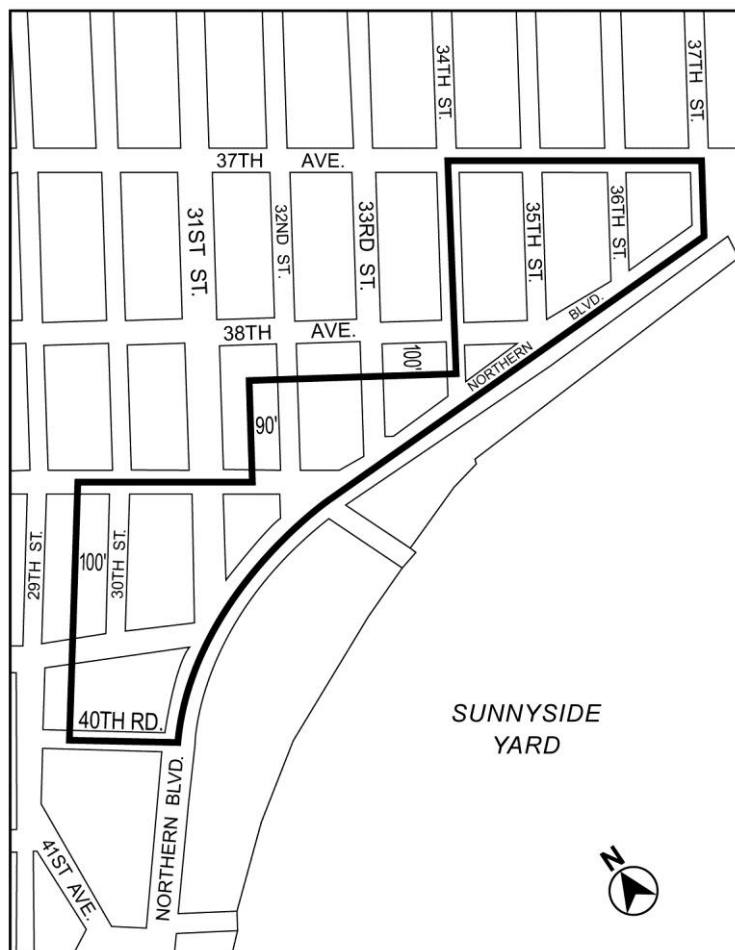 34TH ST.
37TH ST.
37TH AVE.
31ST ST.
32ND ST.
33RD ST.
35TH ST.
36TH ST.
38TH AVE.
100'
NORTHERN BLVD.
90'
29TH ST.
100'
30TH ST.
40TH RD.
SUNNYSIDE
YARD
NORTHERN BLVD.
41ST AVE.
N